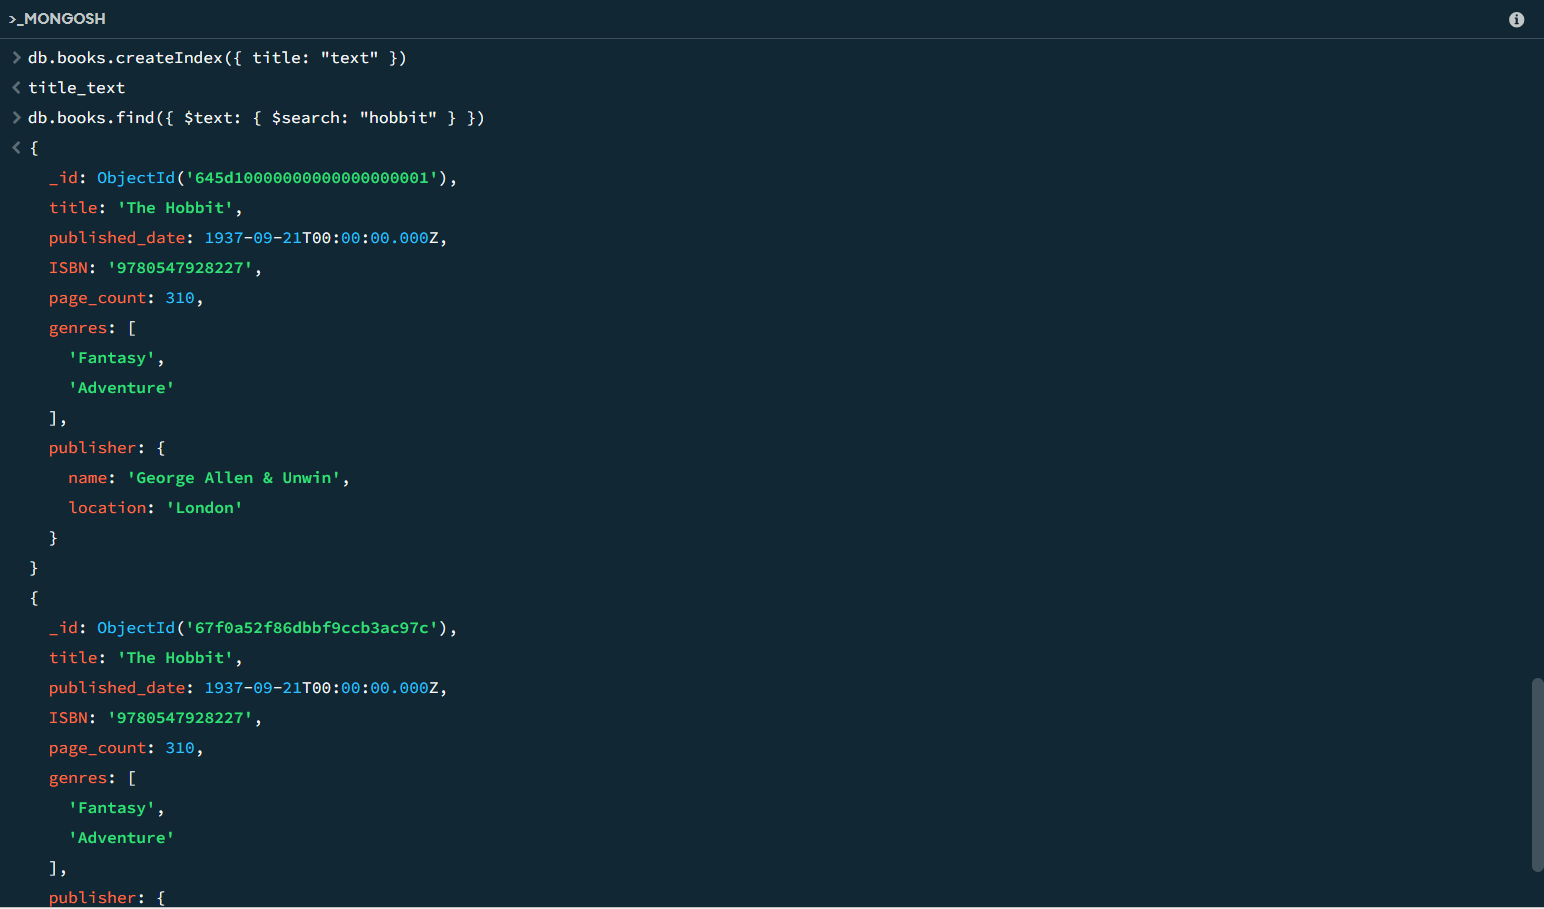 >_MONGOSH
> db.books.createIndex({ title: "text" })
< title_text
> db.books.find({ $text: { $search: "hobbit" } })
< {
_id: ObjectId('645d10000000000000000001'),
title: 'The Hobbit',
published_date: 1937-09-21T00:00:00.000Z,
ISBN: '9780547928227',
page_count: 310,
genres: [
'Fantasy',
'Adventure'
],
publisher: {
name: 'George Allen & Unwin',
location: 'London'
}
}
{
_id: ObjectId('67f0a52f86dbbf9ccb3ac97c'),
title: 'The Hobbit',
published_date: 1937-09-21T00:00:00.000Z,
ISBN: '9780547928227',
page_count: 310,
genres: [
'Fantasy',
'Adventure'
],
publisher: {